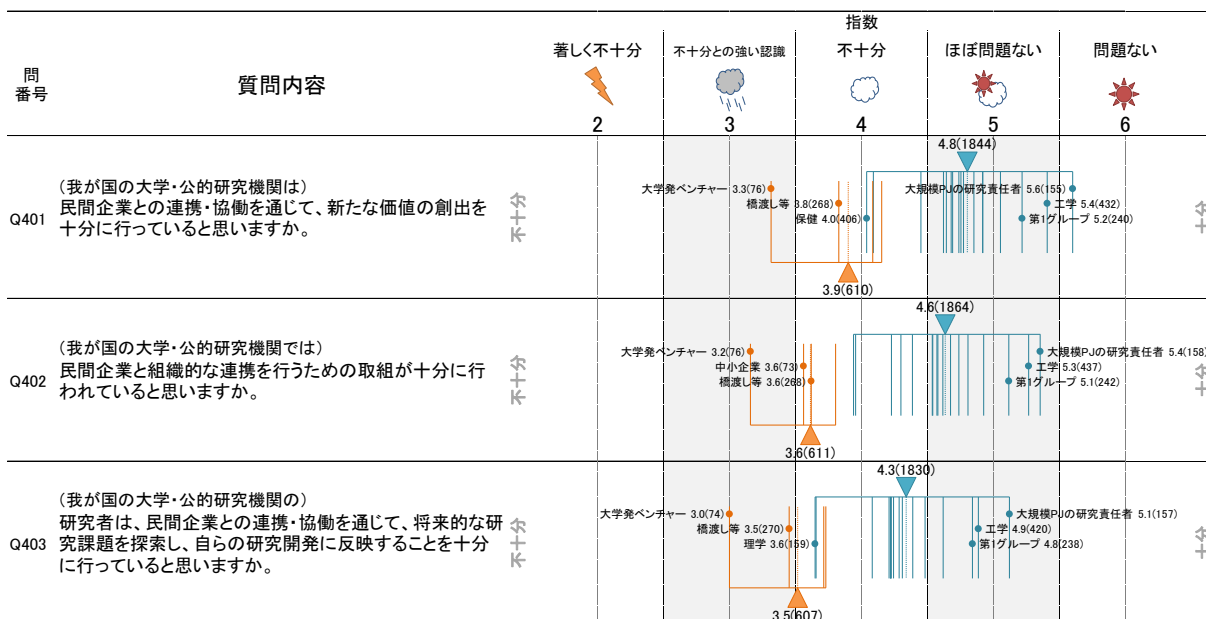 指数
著しく不十分
不十分との強い認識
不十分
ほぼ問題ない
問題ない
問
番号
質問内容
2
3
4
5
6
Q401
(我が国の大学・公的研究機関は)
民間企業との連携・協働を通じて、新たな価値の創出を
十分に行っていると思いますか。
不十分
4.8(1844)
大学発ベンチャー 3.3(76)
橋渡し等 3.8(268)
保健 4.0(406)
大規模PJの研究責任者 5.6(155)
工学 5.4(432)
第1グループ 5.2(240)
3.9(610)
十分
Q402
(我が国の大学・公的研究機関では)
民間企業と組織的な連携を行うための取組が十分に行
われていると思いますか。
不十分
4.6(1864)
大学発ベンチャー 3.2(76)
中小企業 3.6(73)
橋渡し等 3.6(268)
大規模PJの研究責任者 5.4(158)
工学 5.3(437)
第1グループ 5.1(242)
3.6(611)
十分
Q403
(我が国の大学・公的研究機関の)
研究者は、民間企業との連携・協働を通じて、将来的な研
究課題を探索し、自らの研究開発に反映することを十分
に行っていると思いますか。
不十分
4.3(1830)
大学発ベンチャー 3.0(74)
橋渡し等 3.5(270)
理学 3.6(159)
大規模PJの研究責任者 5.1(157)
工学 4.9(420)
第1グループ 4.8(238)
3.5(607)
十分